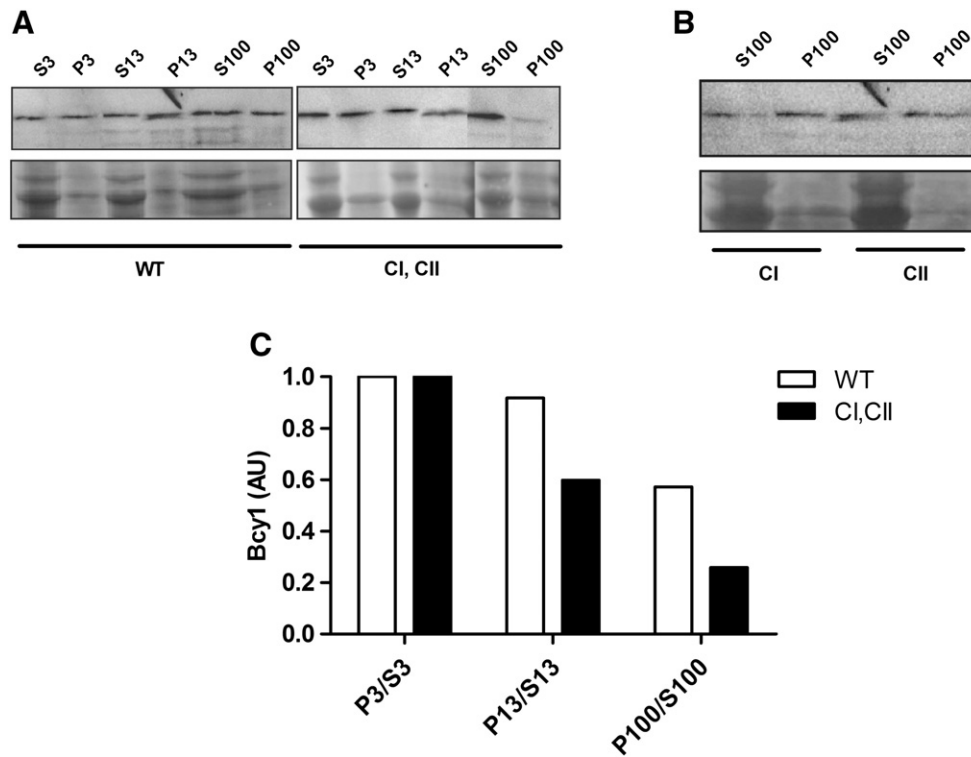 A
S3 P3 S13 P13 S100 P100 S3 P3 S13 P13 S100 P100
WT CI, CII
B
S100 P100 S100 P100
CI CII
C
Bcy1 (AU)
1.0
0.8
0.6
0.4
0.2
0.0
P3/S3 P13/S13 P100/S100
WT
CI,CII